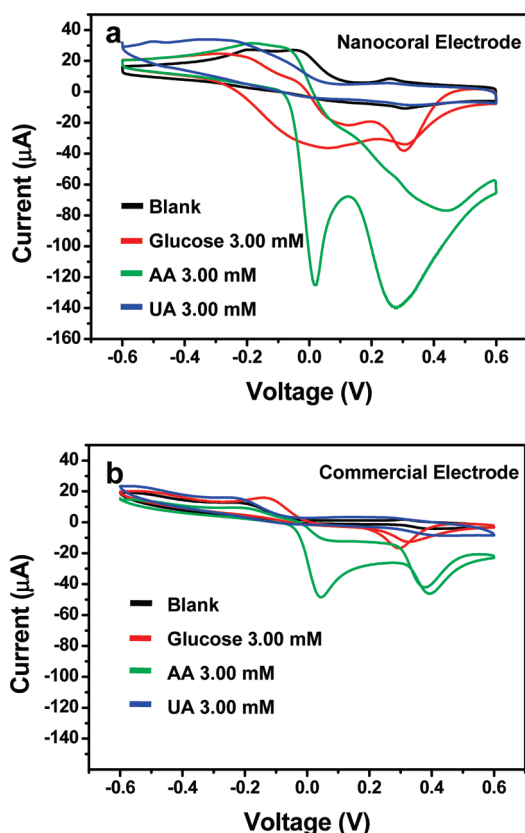 a
Nanocoral Electrode
40
20
0
-20
-40
-60
-80
-100
-120
-140
-160
Current (μA)
Blank
Glucose 3.00 mM
AA 3.00 mM
UA 3.00 mM
-0.6 -0.4 -0.2 0.0 0.2 0.4 0.6
Voltage (V)
b
Commercial Electrode
40
20
0
-20
-40
-60
-80
-100
-120
-140
Current (μA)
Blank
Glucose 3.00 mM
AA 3.00 mM
UA 3.00 mM
-0.6 -0.4 -0.2 0.0 0.2 0.4 0.6
Voltage (V)